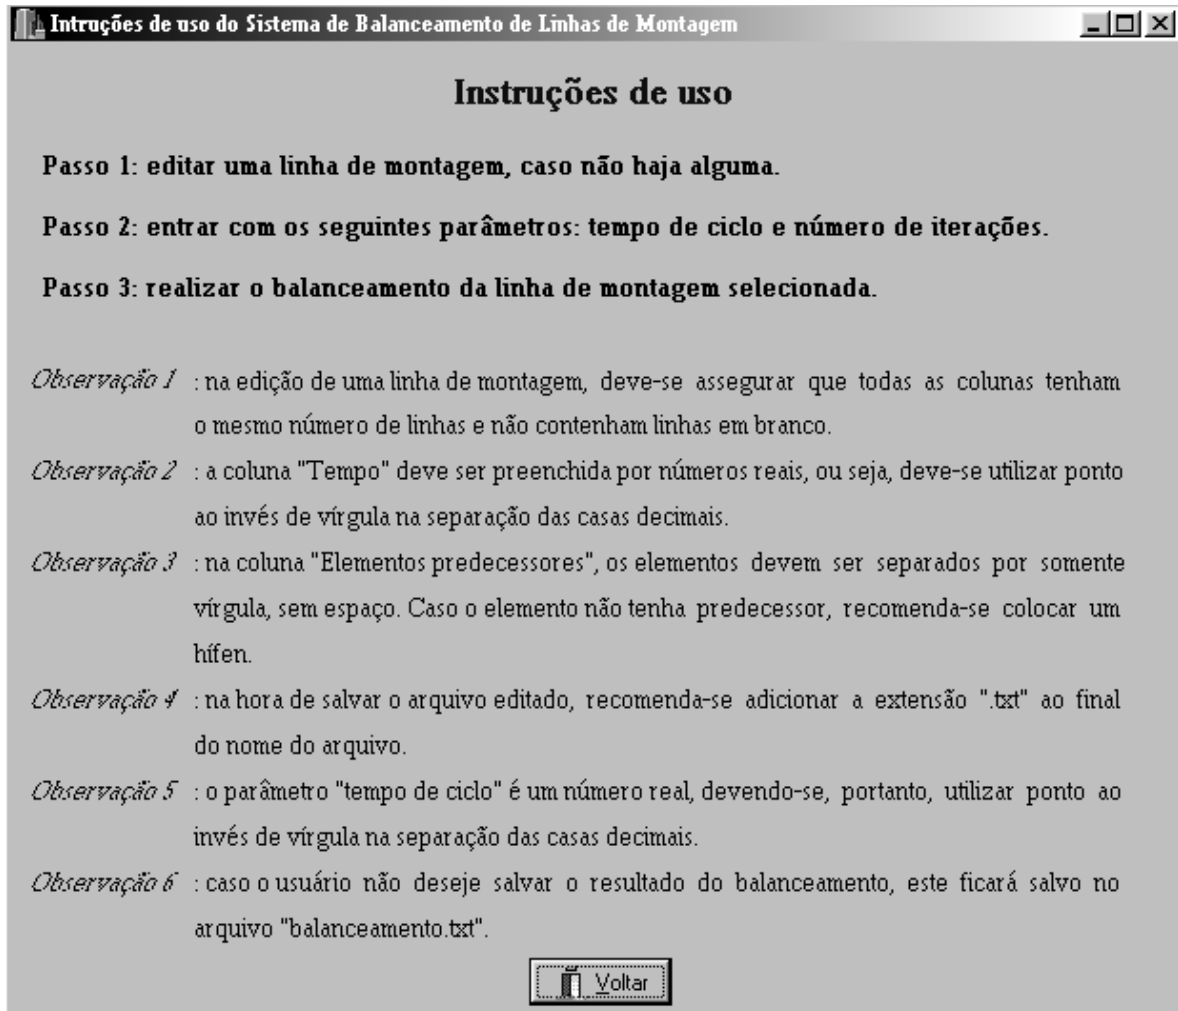 Intruções de uso do Sistema de Balanceamento de Linhas de Montagem
Instruções de uso
Passo 1: editar uma linha de montagem, caso não haja alguma.
Passo 2: entrar com os seguintes parâmetros: tempo de ciclo e número de iterações.
Passo 3: realizar o balanceamento da linha de montagem selecionada.
Observação 1 : na edição de uma linha de montagem, deve-se assegurar que todas as colunas tenham
o mesmo número de linhas e não contenham linhas em branco.
Observação 2 : a coluna "Tempo" deve ser preenchida por números reais, ou seja, deve-se utilizar ponto
ao invés de vírgula na separação das casas decimais.
Observação 3 : na coluna "Elementos predecessores", os elementos devem ser separados por somente
vírgula, sem espaço. Caso o elemento não tenha predecessor, recomenda-se colocar um
hífen.
Observação 4 : na hora de salvar o arquivo editado, recomenda-se adicionar a extensão ".txt" ao final
do nome do arquivo.
Observação 5 : o parâmetro "tempo de ciclo" é um número real, devendo-se, portanto, utilizar ponto ao
invés de vírgula na separação das casas decimais.
Observação 6 : caso o usuário não deseje salvar o resultado do balanceamento, este ficará salvo no
arquivo "balanceamento.txt".
Voltar